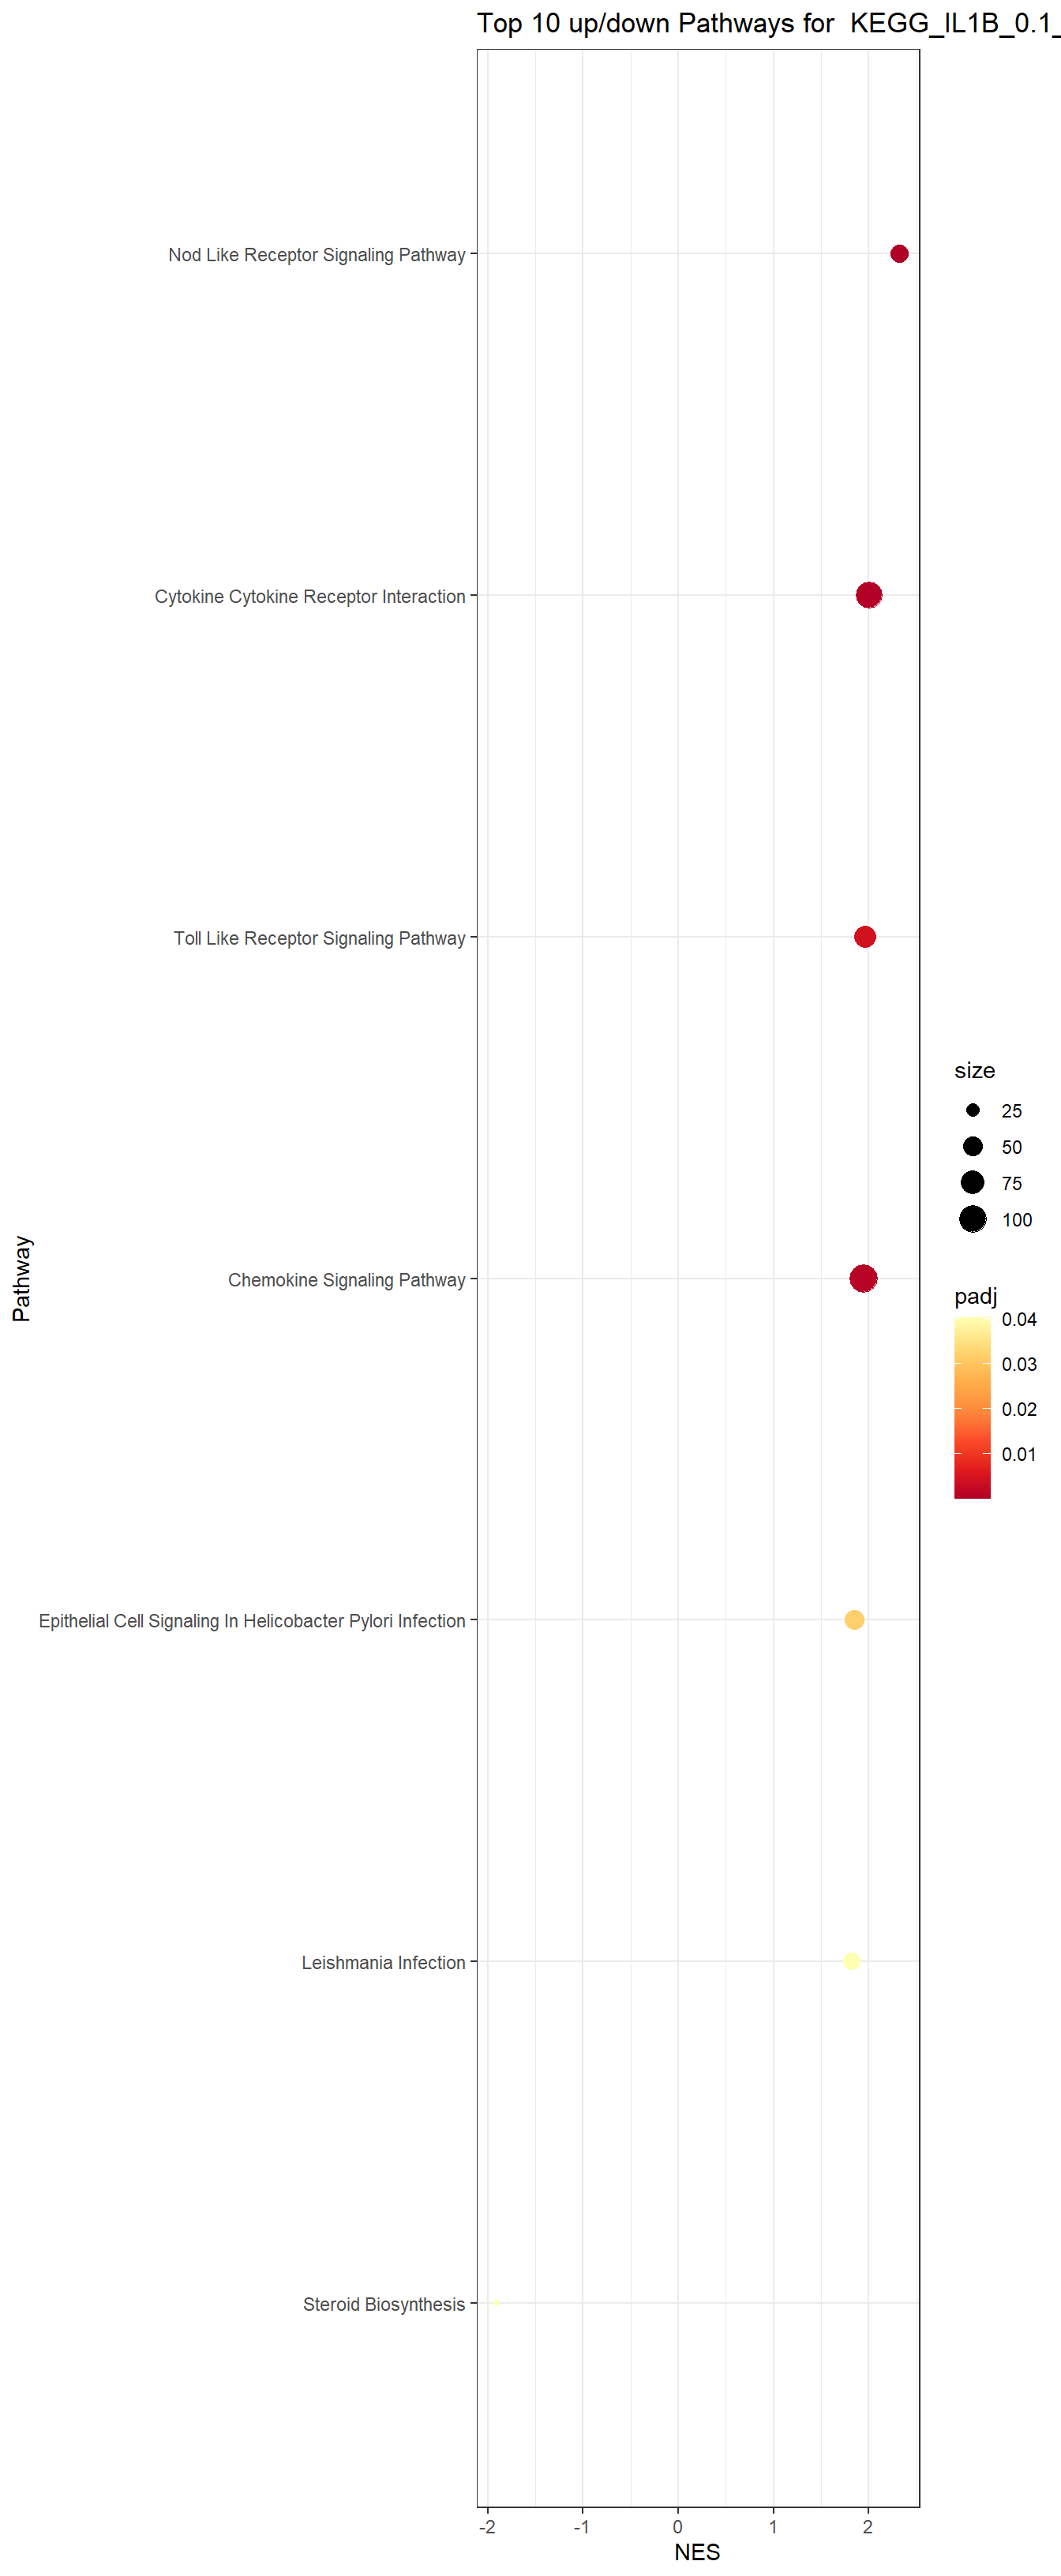 Top 10 up/down Pathways for  KEGG_IL1B_0.1_
Nod Like Receptor Signaling Pathway
Cytokine Cytokine Receptor Interaction
Toll Like Receptor Signaling Pathway
Chemokine Signaling Pathway
Epithelial Cell Signaling In Helicobacter Pylori Infection
Leishmania Infection
Steroid Biosynthesis
Pathway
-2
-1
0
1
2
NES
size
25
50
75
100
padj
0.04
0.03
0.02
0.01